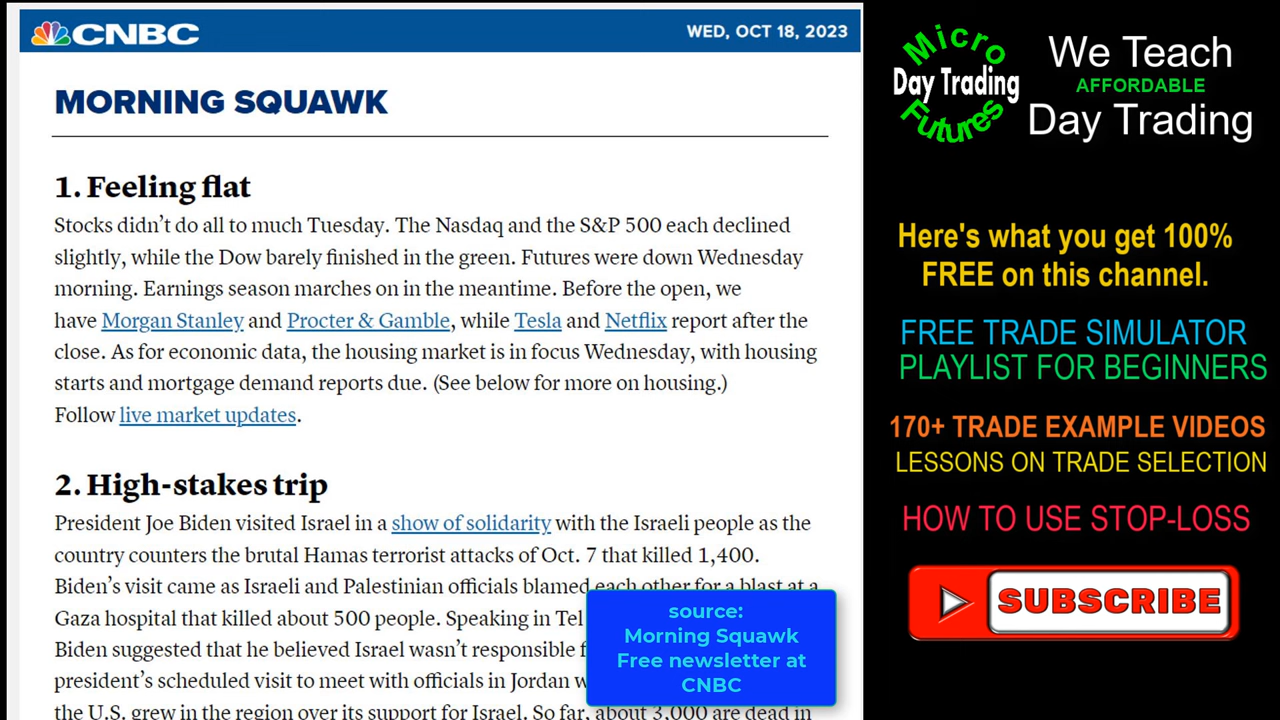 CNBC
WED, OCT 18, 2023
MORNING SQUAWK
1. Feeling flat
Stocks didn't do all to much Tuesday. The Nasdaq and the S&P 500 each declined
slightly, while the Dow barely finished in the green. Futures were down Wednesday
morning. Earnings season marches on in the meantime. Before the open, we
have Morgan Stanley and Procter & Gamble, while Tesla and Netflix report after the
close. As for economic data, the housing market is in focus Wednesday, with housing
starts and mortgage demand reports due. (See below for more on housing.)
Follow live market updates.
2. High-stakes trip
President Joe Biden visited Israel in a show of solidarity with the Israeli people as the
country counters the brutal Hamas terrorist attacks of Oct. 7 that killed 1,400.
Biden's visit came as Israeli and Palestinian officials blamed each other for a blast at a
Gaza hospital that killed about 500 people. Speaking in Tel
Biden suggested that he believed Israel wasn't responsible
president's scheduled visit to meet with officials in Jordan
the U.S. grew in the region over its support for Israel. So far, about 3,000 are dead in
source:
Morning Squawk
Free newsletter at
CNBC
Micro
Day Trading
Futures
We Teach
AFFORDABLE
Day Trading
Here's what you get 100%
FREE on this channel.
FREE TRADE SIMULATOR
PLAYLIST FOR BEGINNERS
170+ TRADE EXAMPLE VIDEOS
LESSONS ON TRADE SELECTION
HOW TO USE STOP-LOSS
SUBSCRIBE